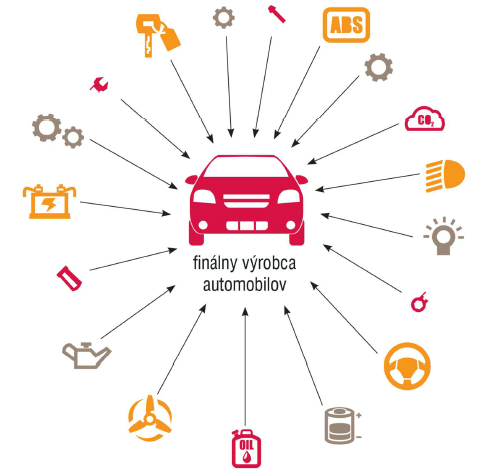 ABS
CO₂
finálny výrobca
automobilov
+
−
OIL